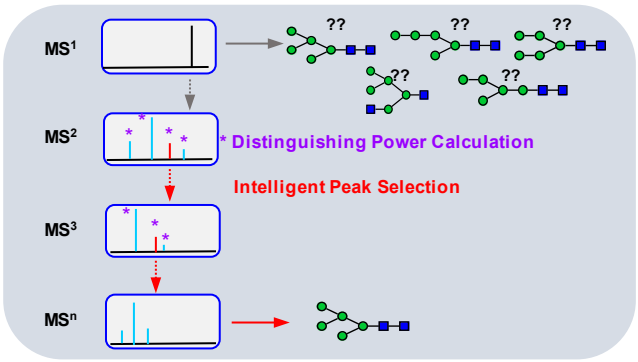 MS¹
??
??
??
??
??
MS²
* * * *
* Distinguishing Power Calculation
Intelligent Peak Selection
MS³
* * *
MSⁿ